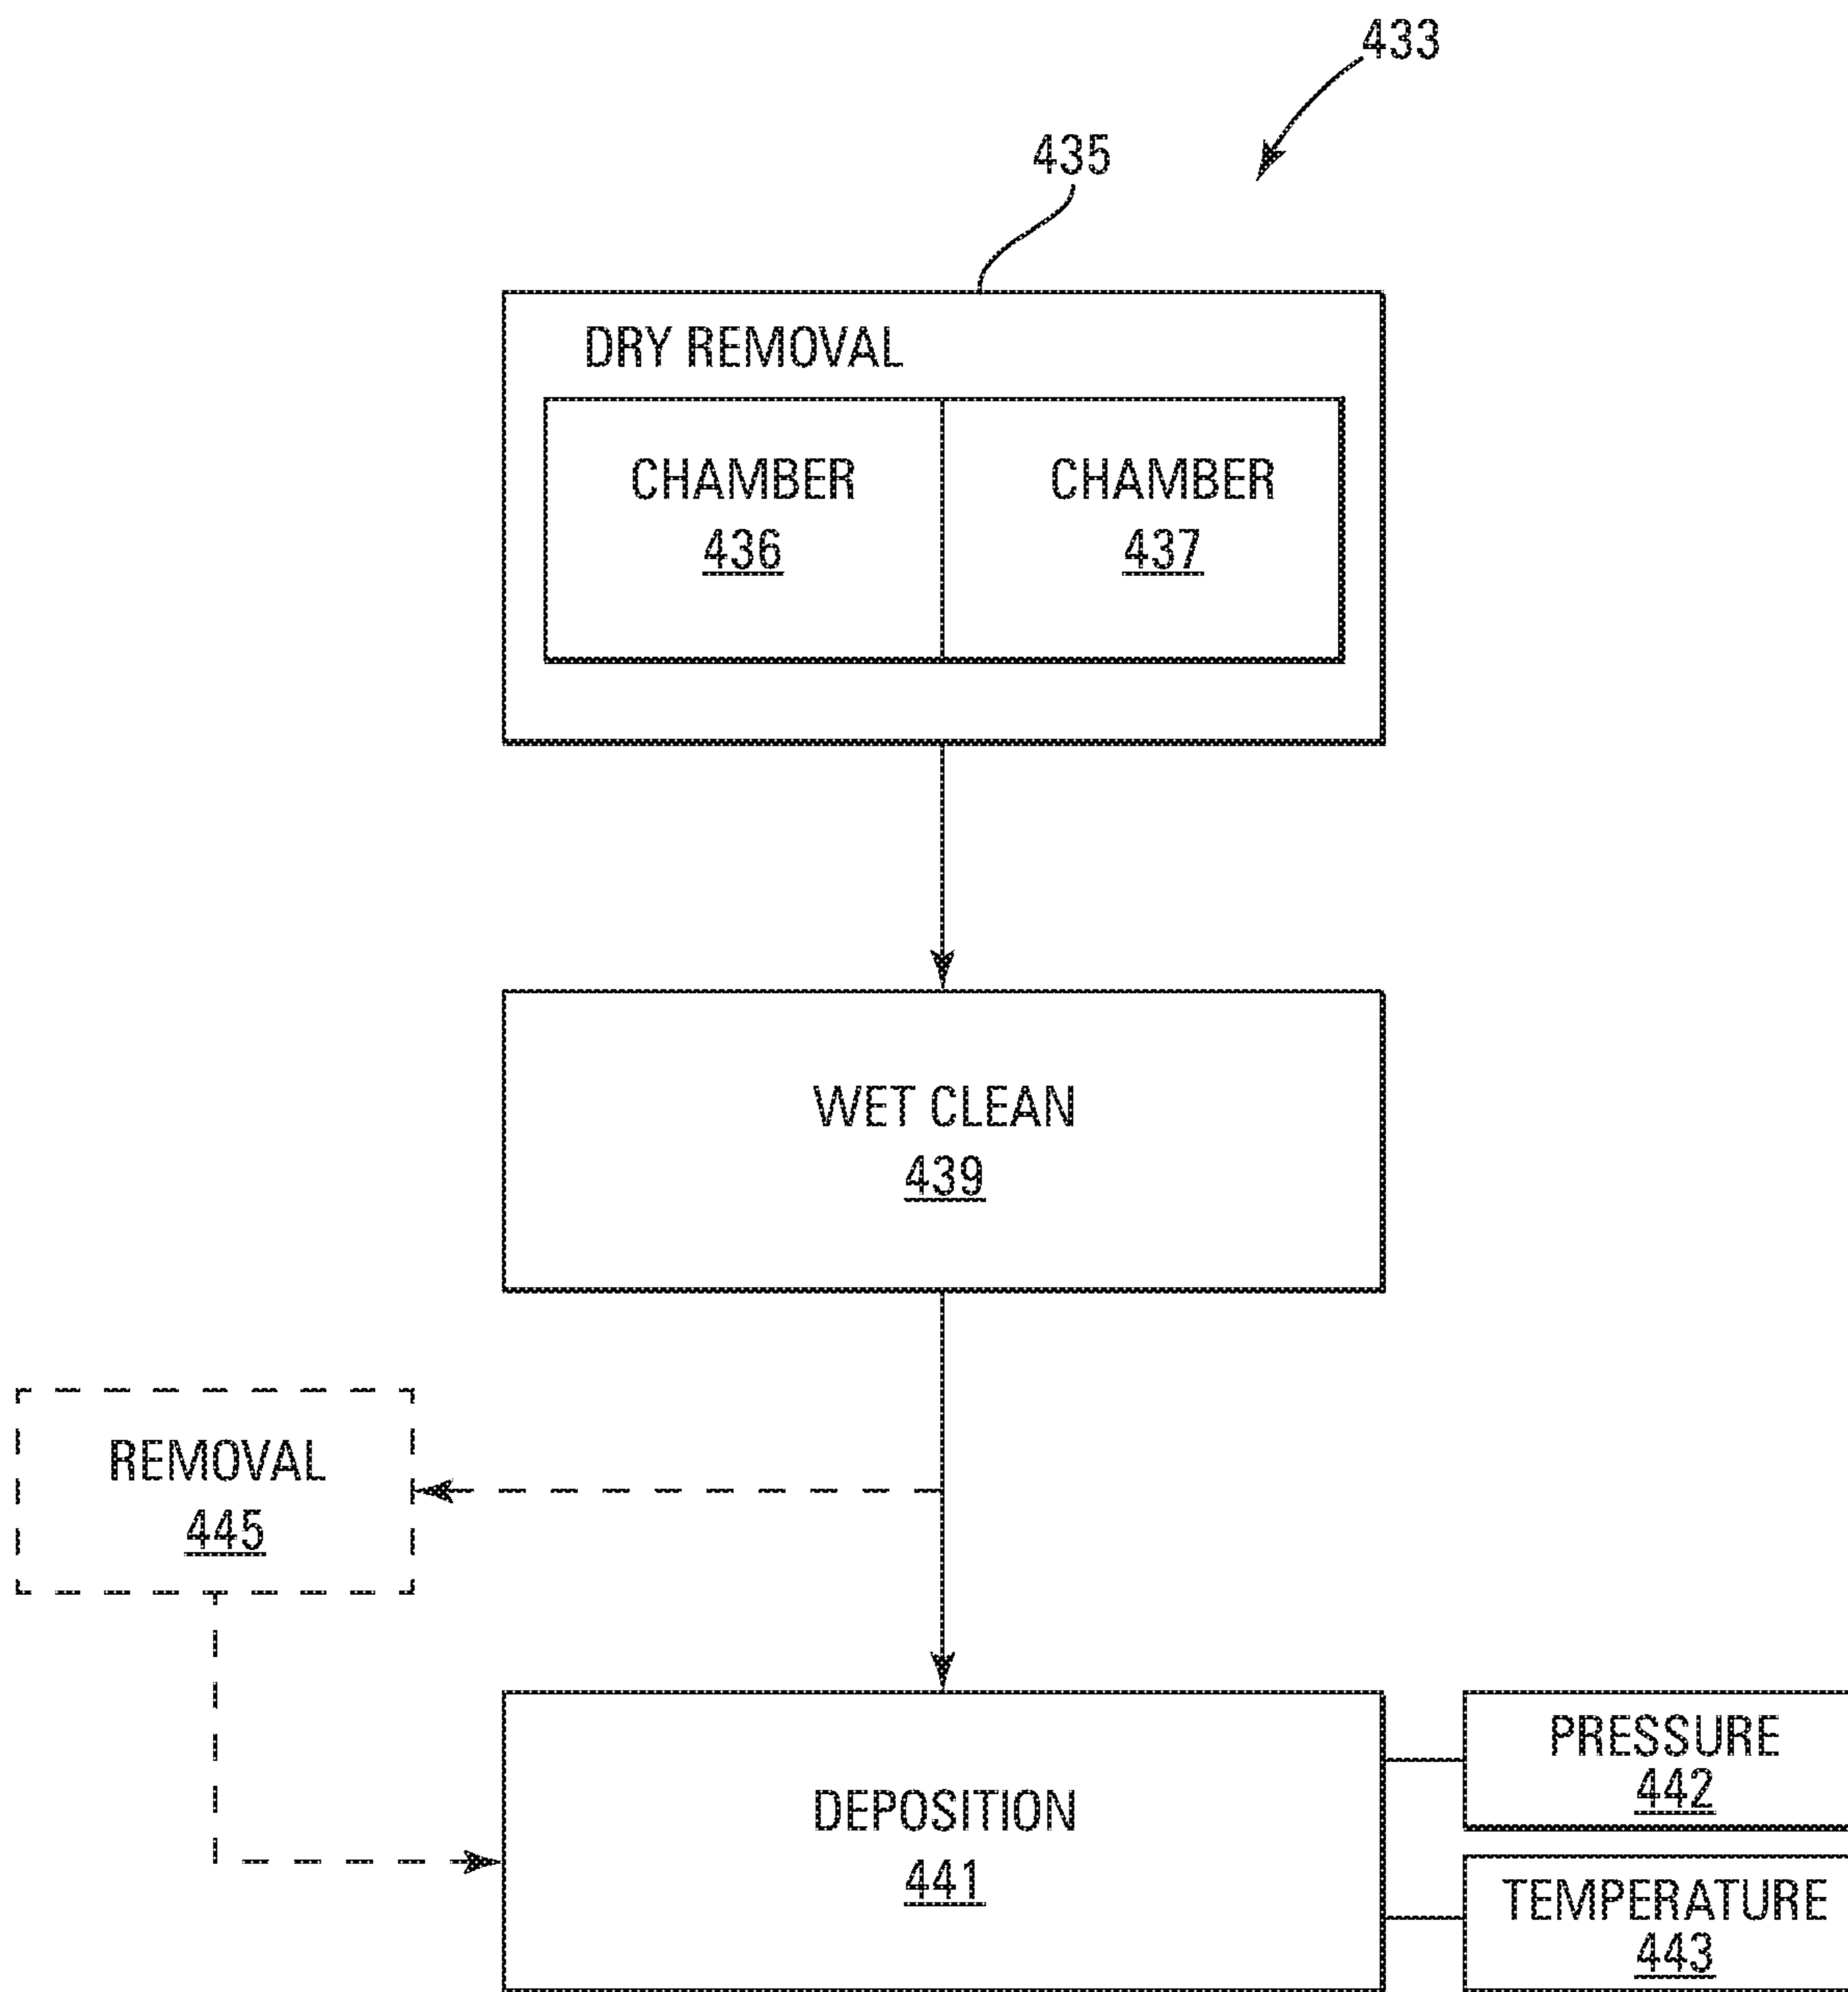 433
435
DRY REMOVAL
CHAMBER
436
CHAMBER
437
WET CLEAN
439
REMOVAL
445
DEPOSITION
441
PRESSURE
442
TEMPERATURE
443